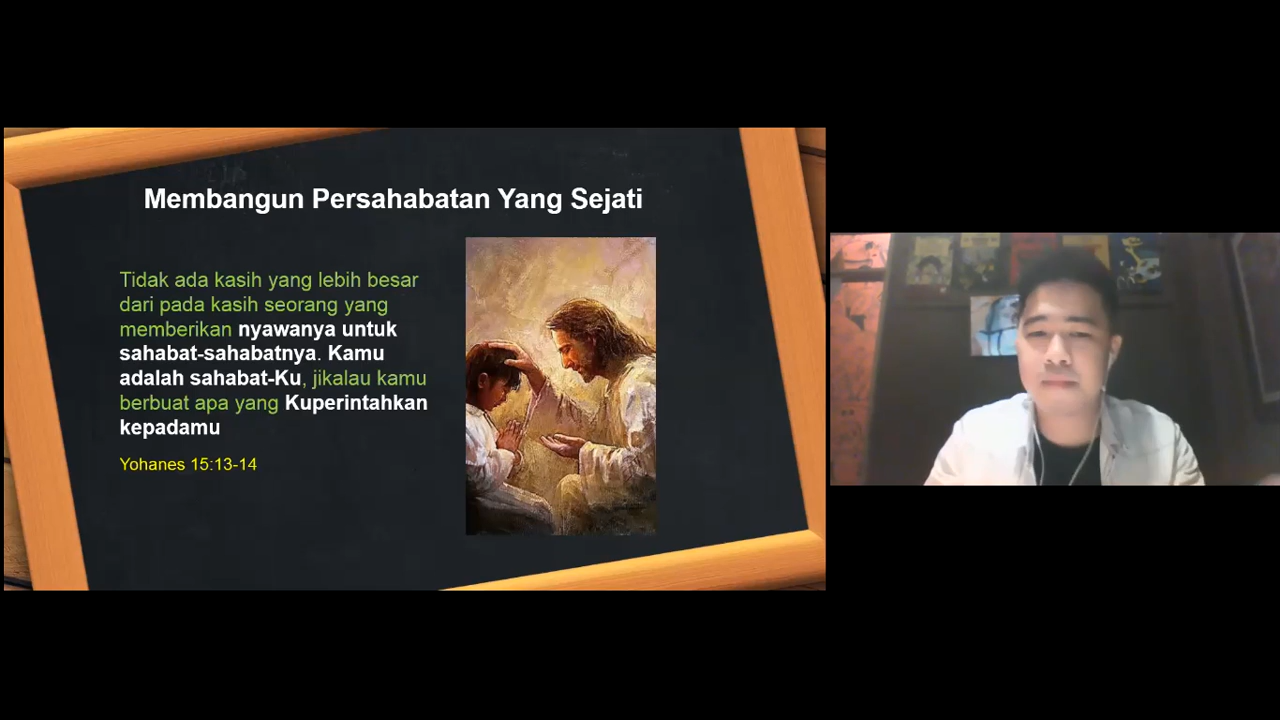 Membangun Persahabatan Yang Sejati
Tidak ada kasih yang lebih besar
dari pada kasih seorang yang
memberikan nyawanya untuk
sahabat-sahabatnya. Kamu
adalah sahabat-Ku, jikalau kamu
berbuat apa yang Kuperintahkan
kepadamu
Yohanes 15:13-14